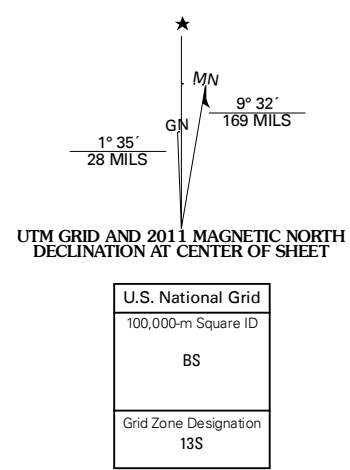 ★
MN
9° 32´
169 MILS
GN
1° 35´
28 MILS
UTM GRID AND 2011 MAGNETIC NORTH
DECLINATION AT CENTER OF SHEET
U.S. National Grid
100,000-m Square ID
BS
Grid Zone Designation
13S